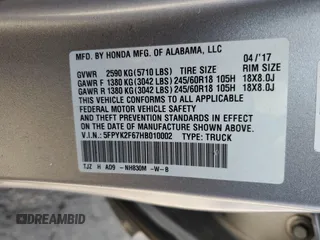 MFD. BY HONDA MFG. OF ALABAMA, LLC 04/'17
GVWR 2590 KG (5710 LBS) TIRE SIZE RIM SIZE
GAWR F 1380 KG (3042 LBS) 245/60R18 105H 18X8.0J
GAWR R 1380 KG (3042 LBS) 245/60R18 105H 18X8.0J
THIS VEHICLE CONFORMS TO ALL APPLICABLE
FEDERAL MOTOR VEHICLE SAFETY
AND THEFT PREVENTION STANDARDS IN
EFFECT ON THE DATE OF MANUFACTURE
SHOWN ABOVE.
V.I.N.: 5FPYK2F67HB010002 TYPE: TRUCK
TJZ H AD9 -NH830M -W-B
© DREAMBID.COM